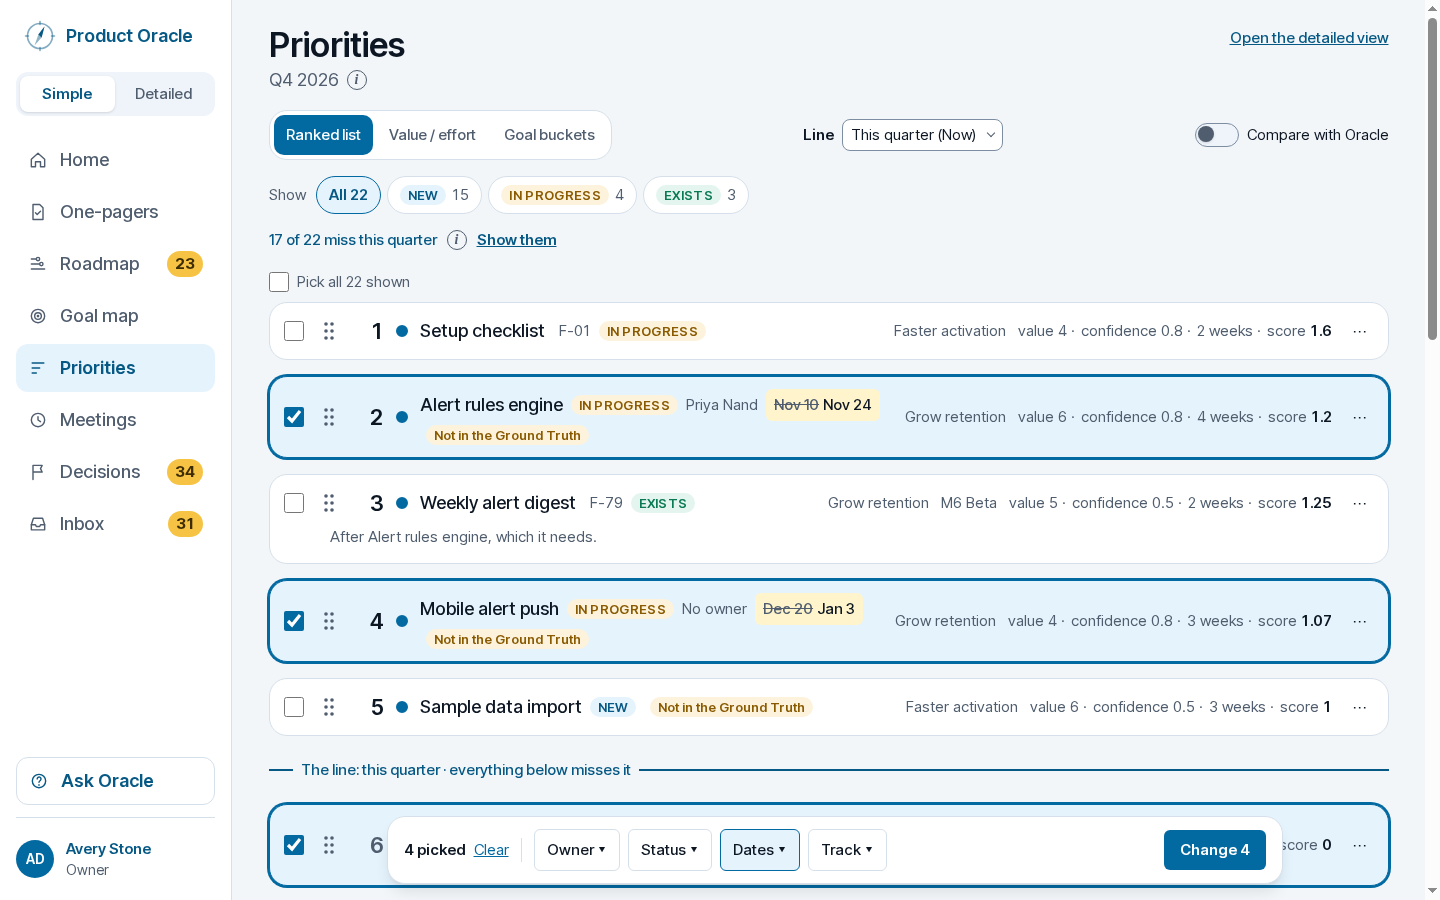 Product Oracle
Simple Detailed
Home
One-pagers
Roadmap 23
Goal map
Priorities
Meetings
Decisions 34
Inbox 31
Ask Oracle
AD Avery Stone
Owner
Priorities
Open the detailed view
Q4 2026 i
Ranked list Value / effort Goal buckets
Line This quarter (Now)
Compare with Oracle
Show All 22 NEW 15 IN PROGRESS 4 EXISTS 3
17 of 22 miss this quarter i Show them
Pick all 22 shown
1 Setup checklist F-01 IN PROGRESS Faster activation value 4 · confidence 0.8 · 2 weeks · score 1.6 ···
2 Alert rules engine IN PROGRESS Priya Nand Nov 10 Nov 24 Grow retention value 6 · confidence 0.8 · 4 weeks · score 1.2 ···
Not in the Ground Truth
3 Weekly alert digest F-79 EXISTS Grow retention M6 Beta value 5 · confidence 0.5 · 2 weeks · score 1.25 ···
After Alert rules engine, which it needs.
4 Mobile alert push IN PROGRESS No owner Dec 20 Jan 3 Grow retention value 4 · confidence 0.8 · 3 weeks · score 1.07 ···
Not in the Ground Truth
5 Sample data import NEW Not in the Ground Truth Faster activation value 6 · confidence 0.5 · 3 weeks · score 1 ···
The line: this quarter · everything below misses it
6 score 0 ···
4 picked Clear Owner ▾ Status ▾ Dates ▾ Track ▾ Change 4